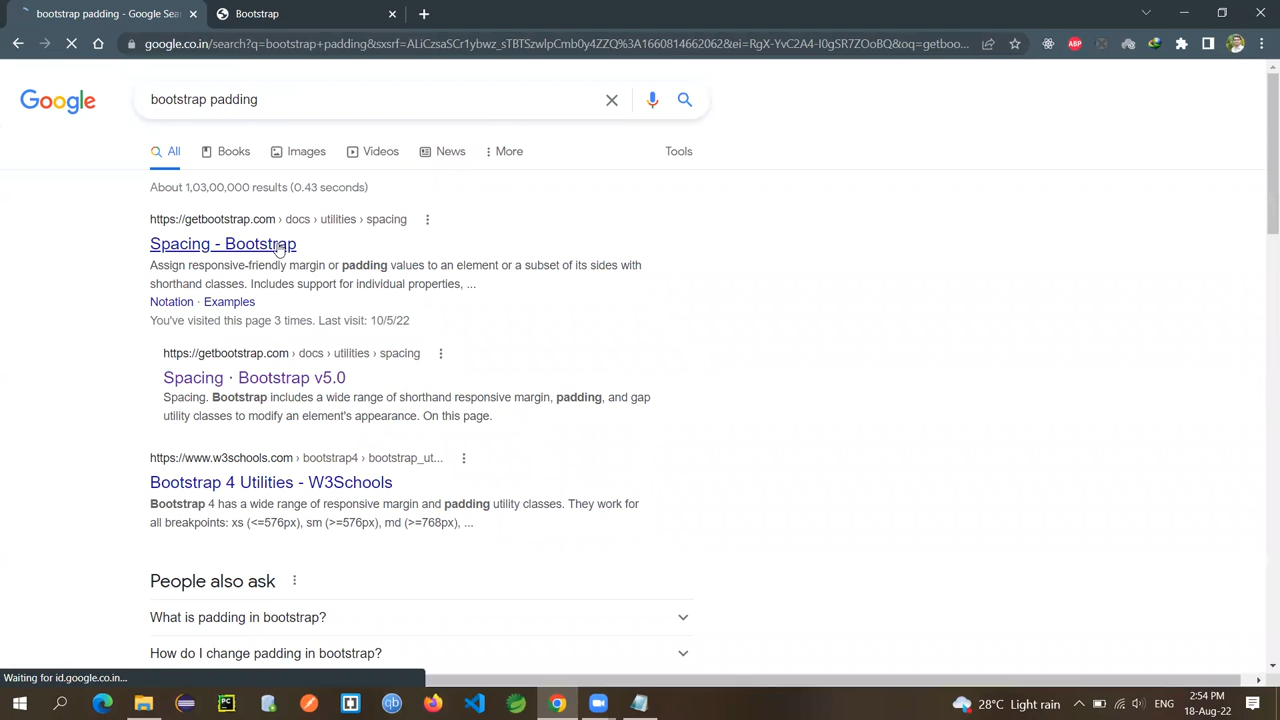 bootstrap padding - Google Search
Bootstrap
google.co.in/search?q=bootstrap+padding&sxsrf=ALiCzsaSCr1ybwz_sTBTSzwlpCmb0y4ZZQ%3A1660814662062&ei=RgX-YvC2A4-I0gSR7ZOoBQ&oq=getboo...
ABP
Google
bootstrap padding
All
Books
Images
Videos
News
More
Tools
About 1,03,00,000 results (0.43 seconds)
https://getbootstrap.com › docs › utilities › spacing
Spacing - Bootstrap
Assign responsive-friendly margin or padding values to an element or a subset of its sides with
shorthand classes. Includes support for individual properties, ...
Notation · Examples
You've visited this page 3 times. Last visit: 10/5/22
https://getbootstrap.com › docs › utilities › spacing
Spacing · Bootstrap v5.0
Spacing. Bootstrap includes a wide range of shorthand responsive margin, padding, and gap
utility classes to modify an element's appearance. On this page.
https://www.w3schools.com › bootstrap4 › bootstrap_ut...
Bootstrap 4 Utilities - W3Schools
Bootstrap 4 has a wide range of responsive margin and padding utility classes. They work for
all breakpoints: xs (<=576px), sm (>=576px), md (>=768px), ...
People also ask
What is padding in bootstrap?
How do I change padding in bootstrap?
Waiting for id.google.co.in...
PC
qb
28°C Light rain
ENG
2:54 PM
18-Aug-22